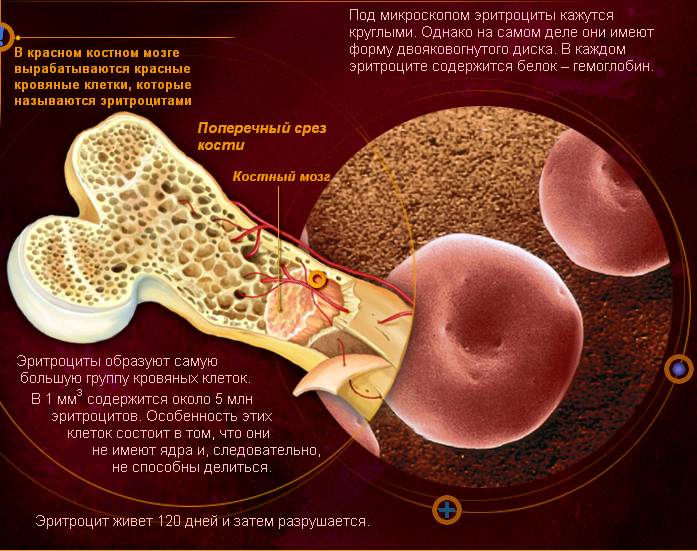 Под микроскопом эритроциты кажутся
круглыми. Однако на самом деле они имеют
форму двояковогнутого диска. В каждом
эритроците содержится белок – гемоглобин.
В красном костном мозге
вырабатываются красные
кровяные клетки, которые
называются эритроцитами
Поперечный срез
кости
Костный мозг
Эритроциты образуют самую
большую группу кровяных клеток.
В 1 мм³ содержится около 5 млн
эритроцитов. Особенность этих
клеток состоит в том, что они
не имеют ядра и, следовательно,
не способны делиться.
Эритроцит живет 120 дней и затем разрушается.